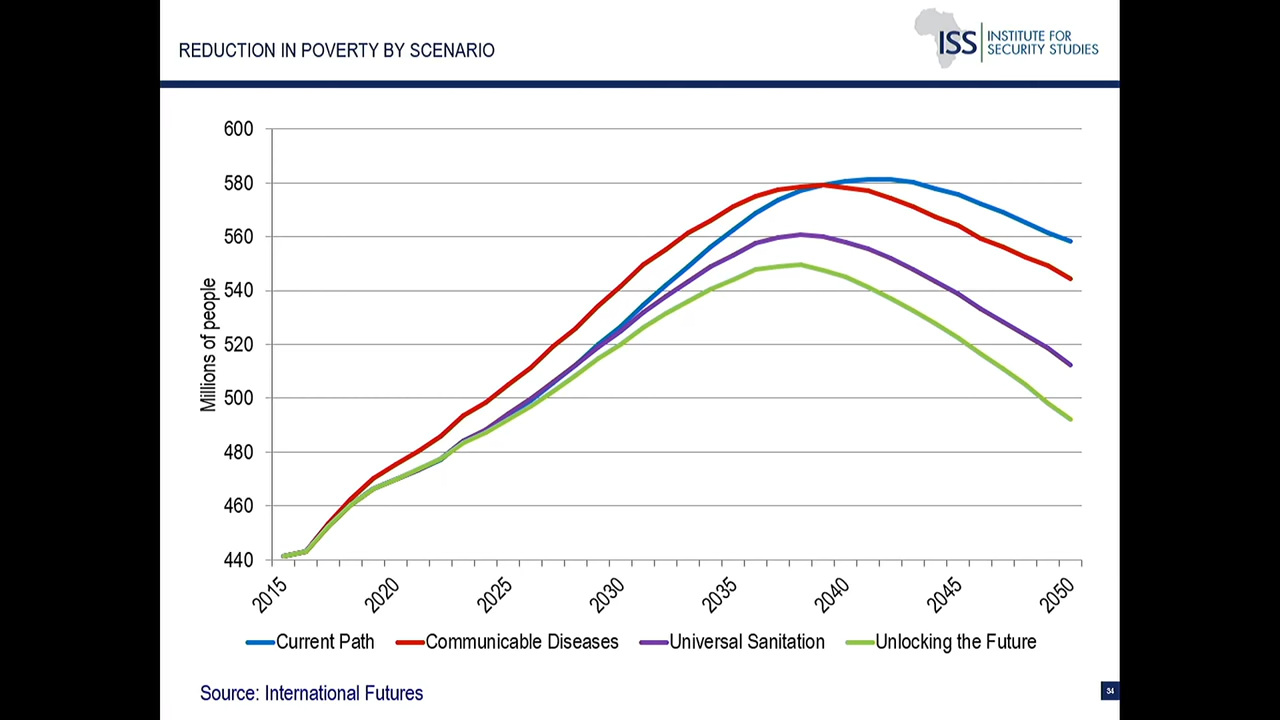 REDUCTION IN POVERTY BY SCENARIO
ISS
INSTITUTE FOR
SECURITY STUDIES
600
580
560
540
520
500
480
460
440
Millions of people
2015
2020
2025
2030
2035
2040
2045
2050
Current Path
Communicable Diseases
Universal Sanitation
Unlocking the Future
Source: International Futures
34